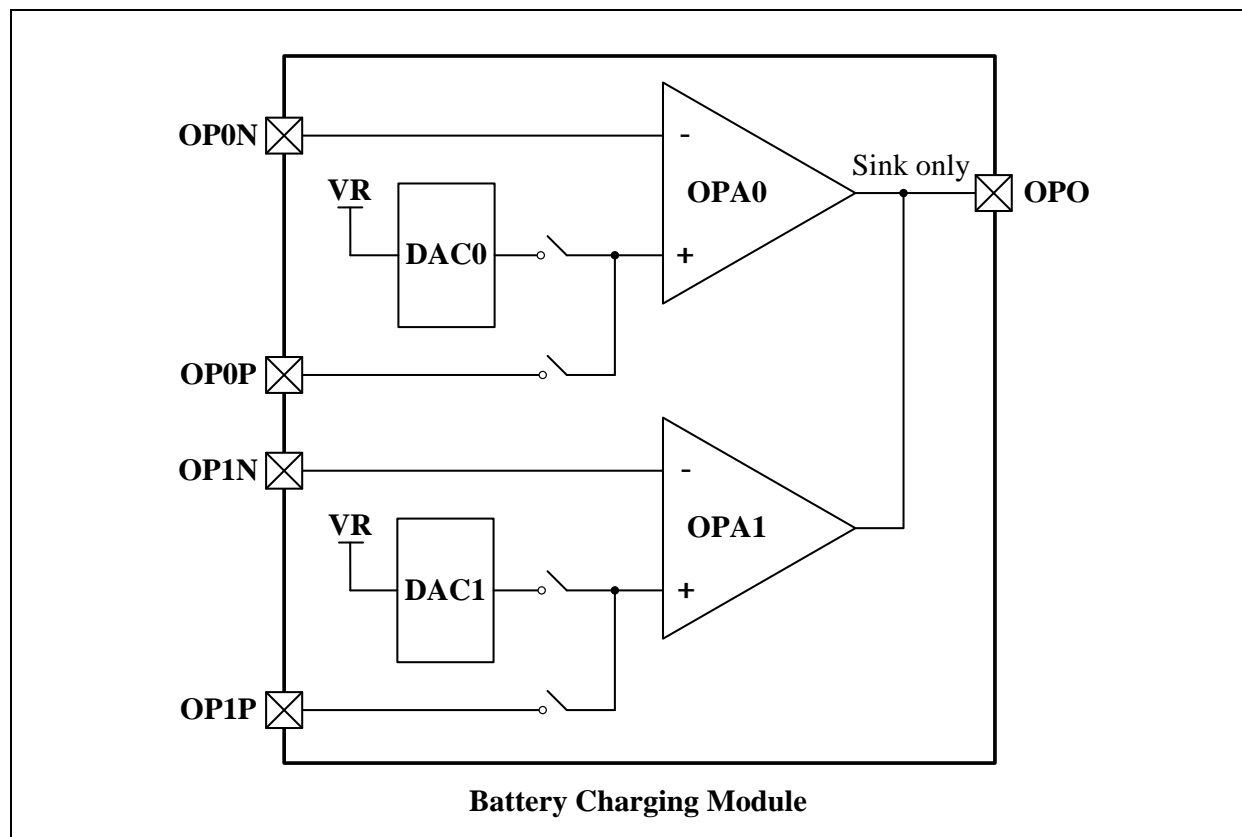 OP0N
-
Sink only
VR
OPA0
OPO
DAC0
+
OP0P
OP1N
-
VR
OPA1
DAC1
+
OP1P
Battery Charging Module